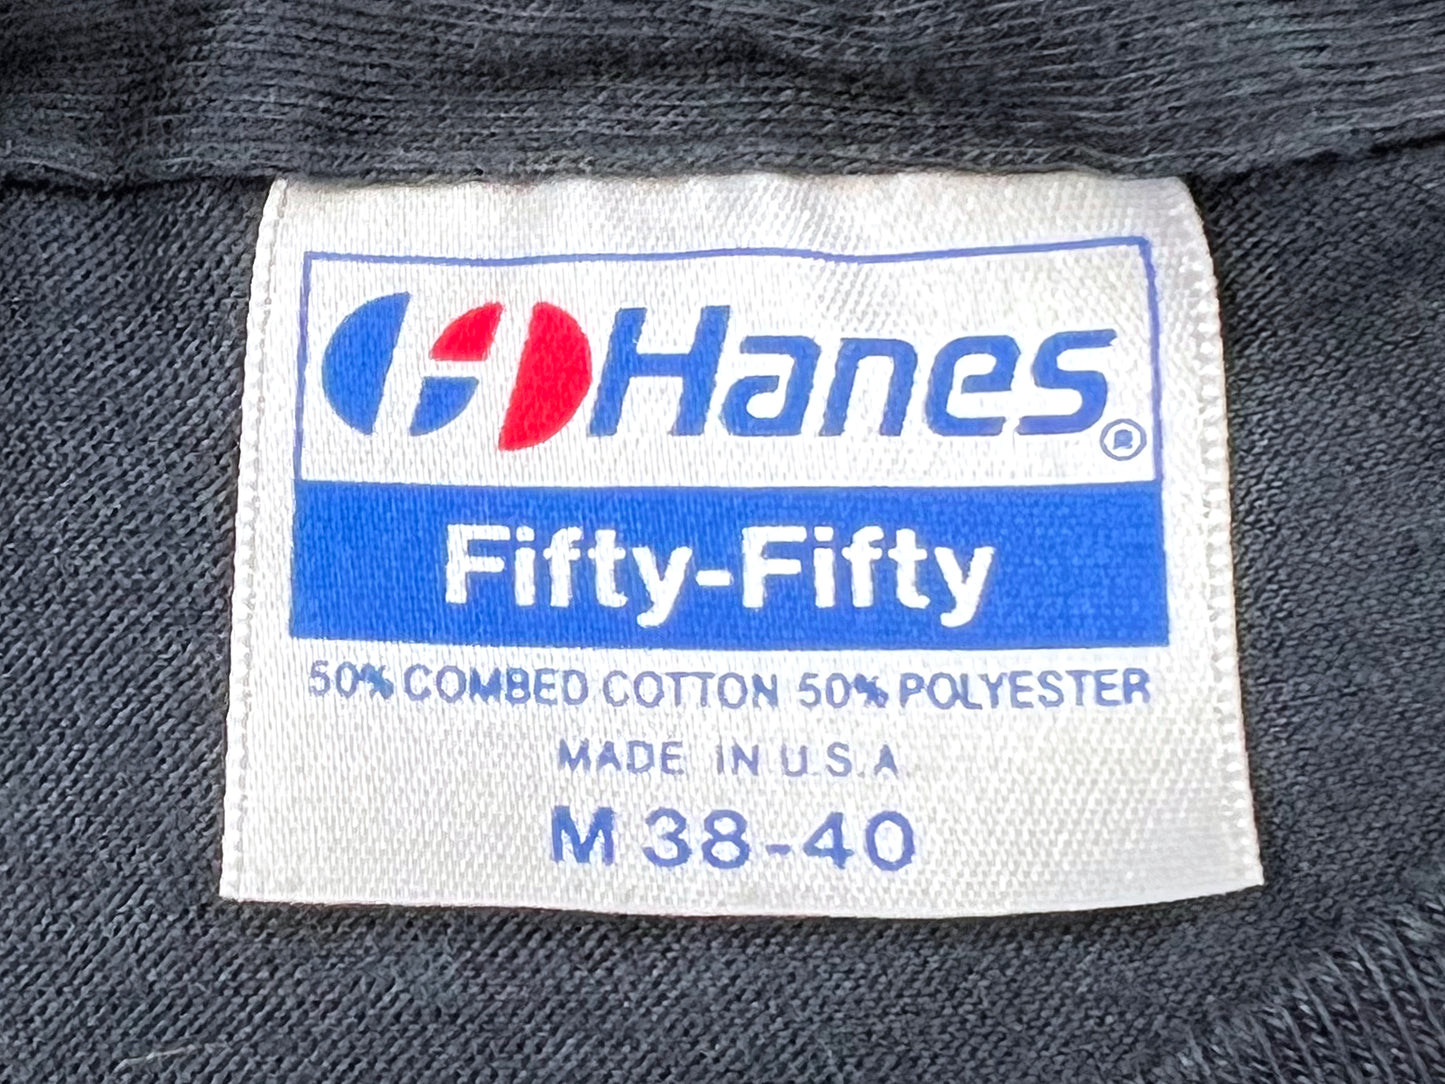 Hanes®
Fifty-Fifty
50% COMBED COTTON 50% POLYESTER
MADE IN U.S.A.
M 38-40